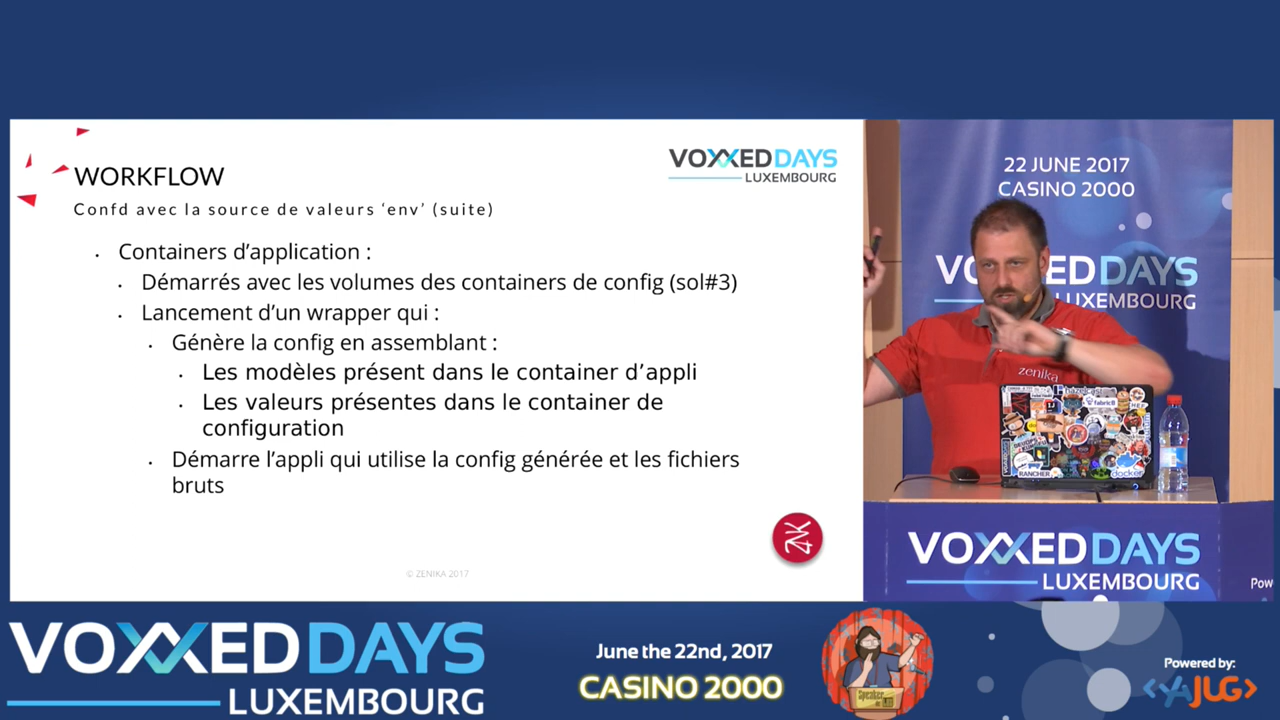 WORKFLOW
Confd avec la source de valeurs ‘env’ (suite)
VOXXEDDAYS
LUXEMBOURG
Containers d’application :
Démarrés avec les volumes des containers de config (sol#3)
Lancement d’un wrapper qui :
Génère la config en assemblant :
Les modèles présent dans le container d’appli
Les valeurs présentes dans le container de
configuration
Démarre l’appli qui utilise la config générée et les fichiers
bruts
© ZENIKA 2017
22 JUNE 2017
CASINO 2000
VOXXEDDAYS
LUXEMBOURG
zenika
fabric8
RANCHER
docker
VOXXEDDAYS
LUXEMBOURG
Pow
VOXXEDDAYS
LUXEMBOURG
June the 22nd, 2017
CASINO 2000
Speaker
Powered by:
<YAJUG>